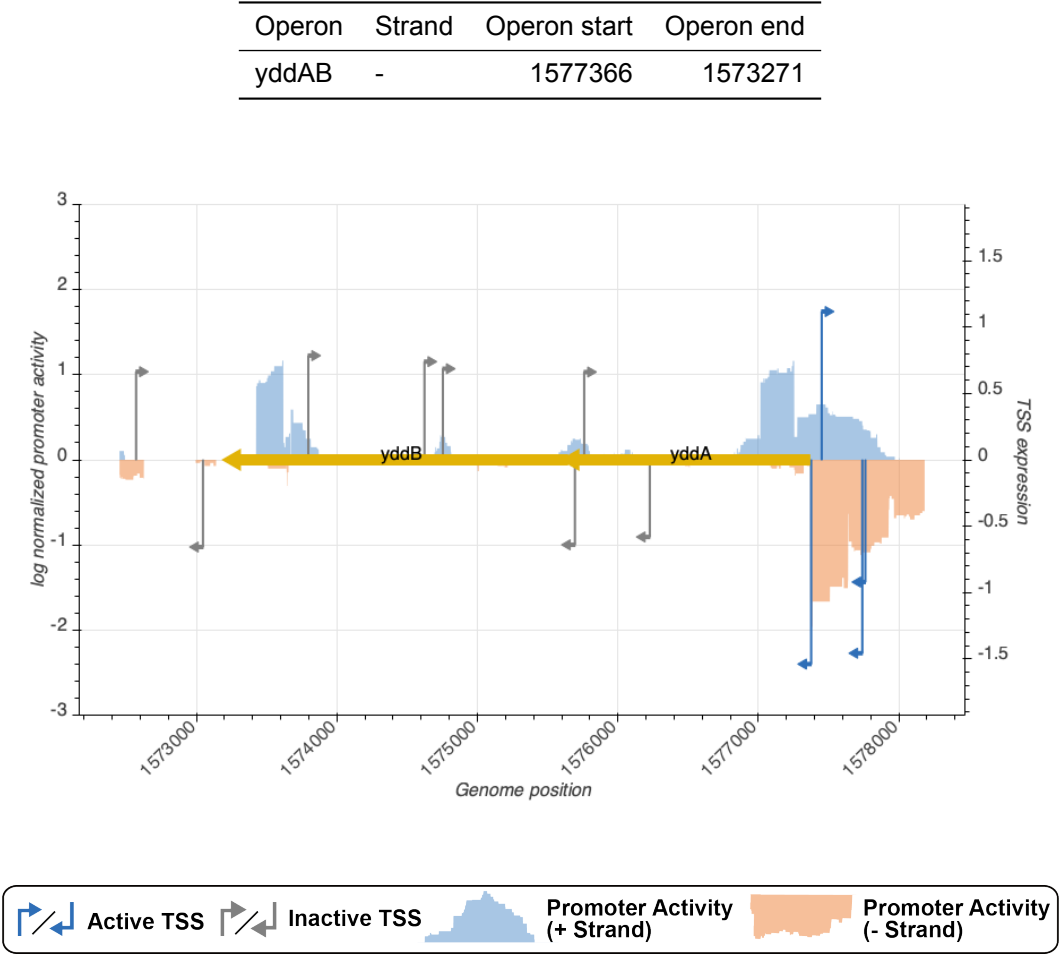 Operon Strand Operon start Operon end
yddAB - 1577366 1573271
3
2
1
0
-1
-2
-3
log normalized promoter activity
1.5
1
0.5
0
-0.5
-1
-1.5
TSS expression
yddB yddA
1573000 1574000 1575000 1576000 1577000 1578000
Genome position
Active TSS
Inactive TSS
Promoter Activity
(+ Strand)
Promoter Activity
(- Strand)